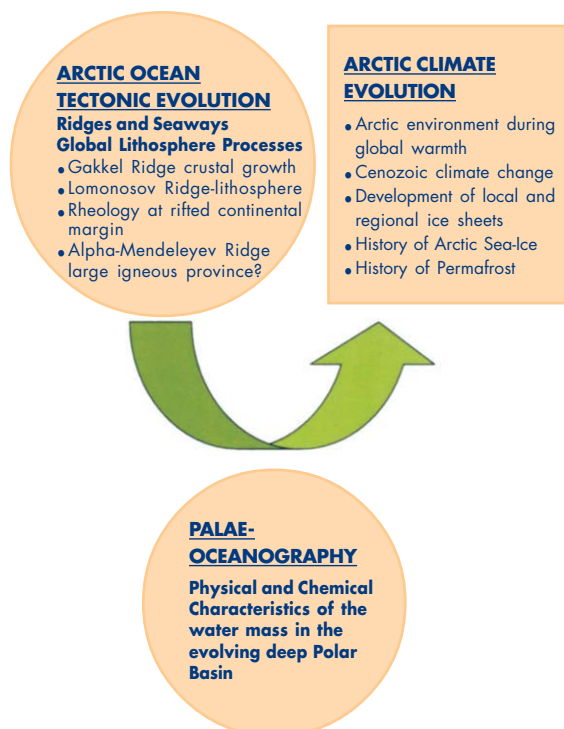 ARCTIC OCEAN
TECTONIC EVOLUTION
Ridges and Seaways
Global Lithosphere Processes
• Gakkel Ridge crustal growth
• Lomonosov Ridge-lithosphere
• Rheology at rifted continental
margin
• Alpha-Mendeleyev Ridge
large igneous province?
ARCTIC CLIMATE
EVOLUTION
• Arctic environment during
global warmth
• Cenozoic climate change
• Development of local and
regional ice sheets
• History of Arctic Sea-Ice
• History of Permafrost
PALAE-
OCEANOGRAPHY
Physical and Chemical
Characteristics of the
water mass in the
evolving deep Polar
Basin